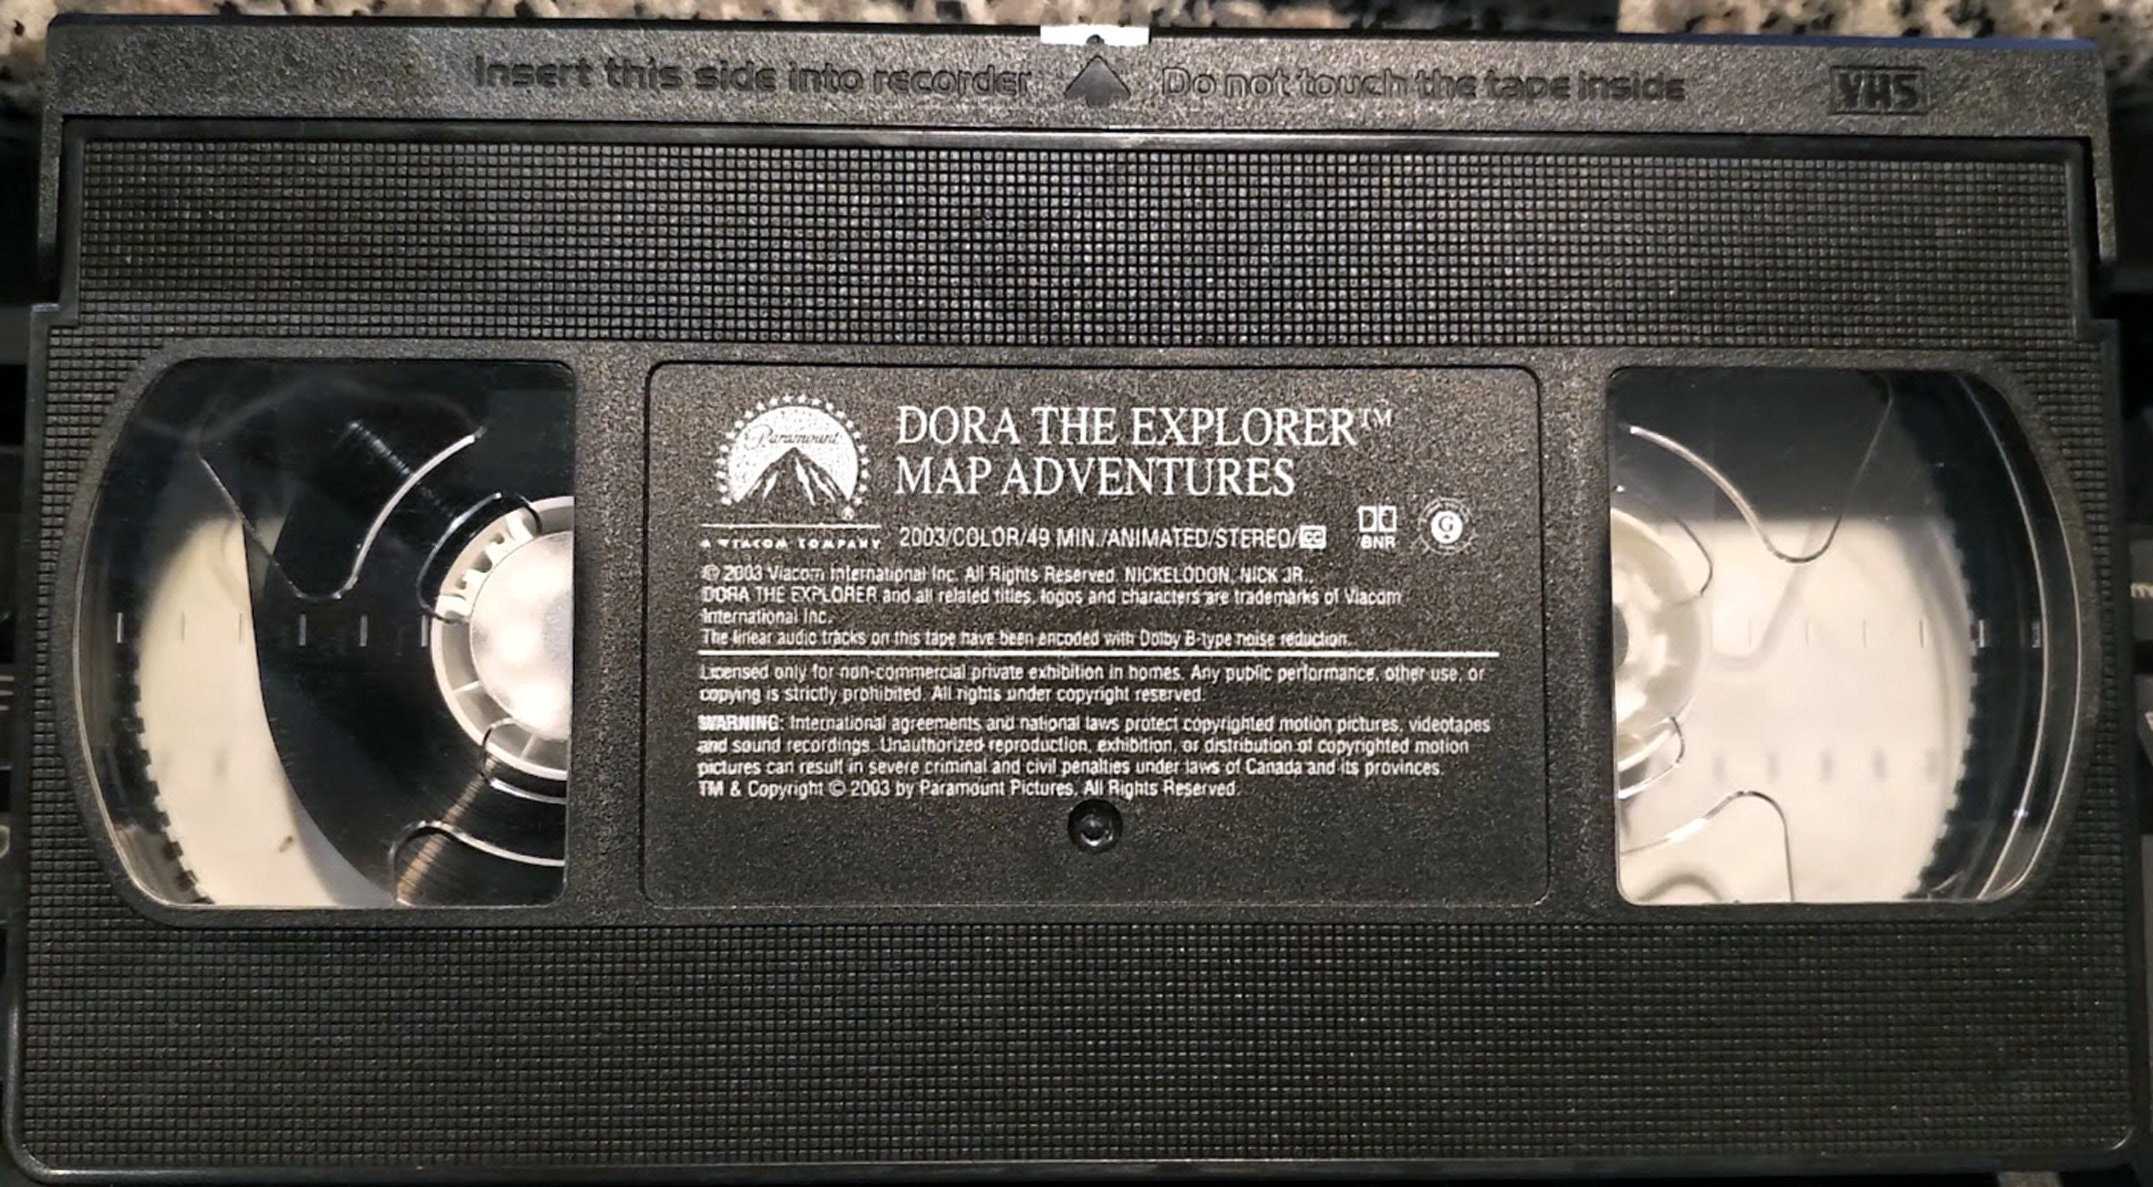 Insert this side into recorder Do not touch the tape inside VHS
Paramount
®
A VIACOM COMPANY
DORA THE EXPLORER™
MAP ADVENTURES
2003/COLOR/49 MIN./ANIMATED/STEREO/CC
BNR
G
© 2003 Viacom International Inc. All Rights Reserved. NICKELODON, NICK JR.,
DORA THE EXPLORER and all related titles, logos and characters are trademarks of Viacom
International Inc.
The linear audio tracks on this tape have been encoded with Dolby B-type noise reduction.
Licensed only for non-commercial private exhibition in homes. Any public performance, other use, or
copying is strictly prohibited. All rights under copyright reserved.
WARNING: International agreements and national laws protect copyrighted motion pictures, videotapes
and sound recordings. Unauthorized reproduction, exhibition, or distribution of copyrighted motion
pictures can result in severe criminal and civil penalties under laws of Canada and its provinces.
TM & Copyright © 2003 by Paramount Pictures. All Rights Reserved.